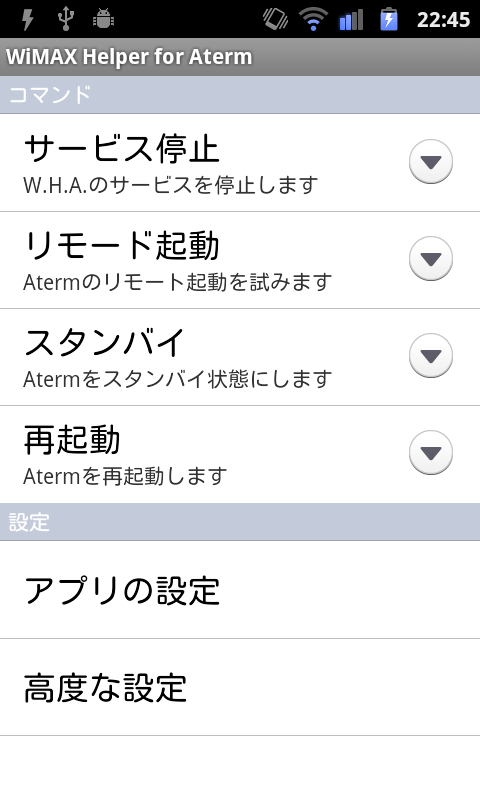 22:45
WiMAX Helper for Aterm
コマンド
サービス停止
W.H.A.のサービスを停止します
リモード起動
Atermのリモート起動を試みます
スタンバイ
Atermをスタンバイ状態にします
再起動
Atermを再起動します
設定
アプリの設定
高度な設定